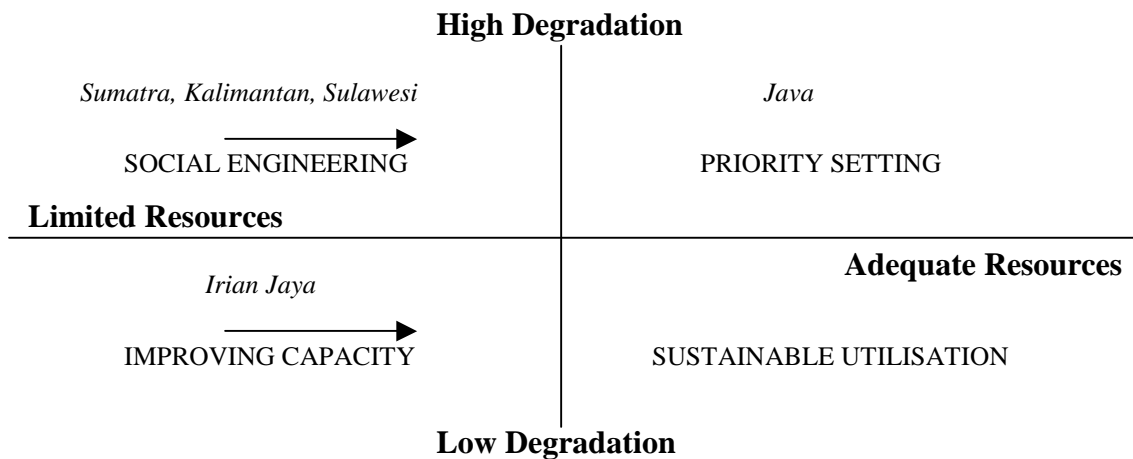 High Degradation
Sumatra, Kalimantan, Sulawesi
Java
SOCIAL ENGINEERING
PRIORITY SETTING
Limited Resources
Adequate Resources
Irian Jaya
IMPROVING CAPACITY
SUSTAINABLE UTILISATION
Low Degradation